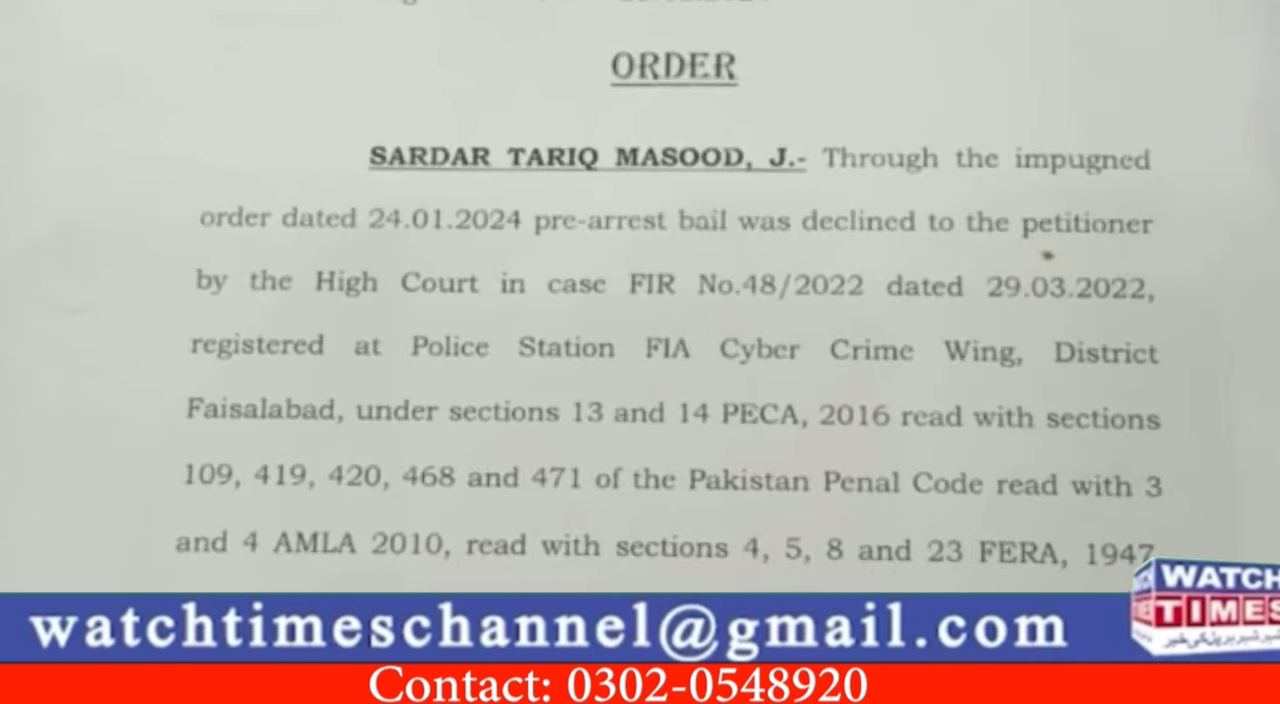 ORDER
SARDAR TARIQ MASOOD, J.- Through the impugned
order dated 24.01.2024 pre-arrest bail was declined to the petitioner
by the High Court in case FIR No.48/2022 dated 29.03.2022,
registered at Police Station FIA Cyber Crime Wing, District
Faisalabad, under sections 13 and 14 PECA, 2016 read with sections
109, 419, 420, 468 and 471 of the Pakistan Penal Code read with 3
and 4 AMLA 2010, read with sections 4, 5, 8 and 23 FERA, 1947
WATCH
TIMES
watchtimeschannel@gmail.com
Contact: 0302-0548920